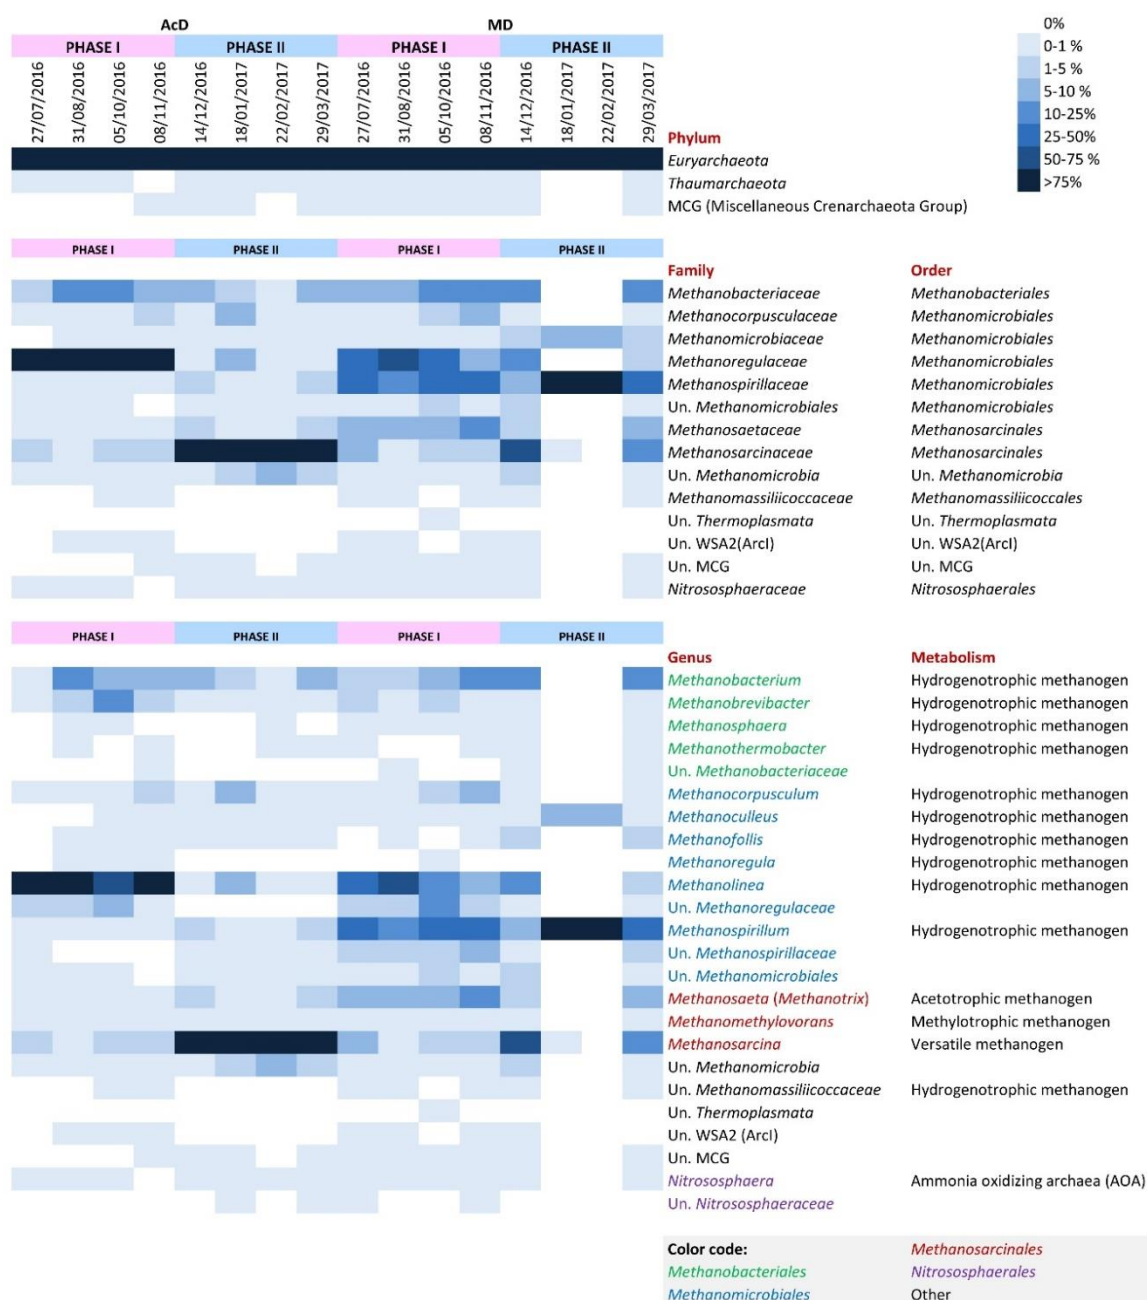 AcD MD
PHASE I PHASE II PHASE I PHASE II
27/07/2016 31/08/2016 05/10/2016 08/11/2016 14/12/2016 18/01/2017 22/02/2017 29/03/2017 27/07/2016 31/08/2016 05/10/2016 08/11/2016 14/12/2016 18/01/2017 22/02/2017 29/03/2017
0%
0-1 %
1-5 %
5-10 %
10-25%
25-50%
50-75 %
>75%
Phylum
Euryarchaeota
Thaumarchaeota
MCG (Miscellaneous Crenarchaeota Group)
PHASE I PHASE II PHASE I PHASE II
Family Order
Methanobacteriaceae Methanobacteriales
Methanocorpusculaceae Methanomicrobiales
Methanomicrobiaceae Methanomicrobiales
Methanoregulaceae Methanomicrobiales
Methanospirillaceae Methanomicrobiales
Un. Methanomicrobiales Methanomicrobiales
Methanosaetaceae Methanosarcinales
Methanosarcinaceae Methanosarcinales
Un. Methanomicrobia Un. Methanomicrobia
Methanomassiliicoccaceae Methanomassiliicoccales
Un. Thermoplasmata Un. Thermoplasmata
Un. WSA2(ArcI) Un. WSA2(ArcI)
Un. MCG Un. MCG
Nitrososphaeraceae Nitrososphaerales
PHASE I PHASE II PHASE I PHASE II
Genus Metabolism
Methanobacterium Hydrogenotrophic methanogen
Methanobrevibacter Hydrogenotrophic methanogen
Methanosphaera Hydrogenotrophic methanogen
Methanothermobacter Hydrogenotrophic methanogen
Un. Methanobacteriaceae
Methanocorpusculum Hydrogenotrophic methanogen
Methanoculleus Hydrogenotrophic methanogen
Methanofollis Hydrogenotrophic methanogen
Methanoregula Hydrogenotrophic methanogen
Methanolinea Hydrogenotrophic methanogen
Un. Methanoregulaceae
Methanospirillum Hydrogenotrophic methanogen
Un. Methanospirillaceae
Un. Methanomicrobiales
Methanosaeta (Methanotrix) Acetotrophic methanogen
Methanomethylovorans Methylotrophic methanogen
Methanosarcina Versatile methanogen
Un. Methanomicrobia
Un. Methanomassiliicoccaceae Hydrogenotrophic methanogen
Un. Thermoplasmata
Un. WSA2 (ArcI)
Un. MCG
Nitrososphaera Ammonia oxidizing archaea (AOA)
Un. Nitrososphaeraceae
Color code: Methanosarcinales
Methanobacteriales Nitrososphaerales
Methanomicrobiales Other